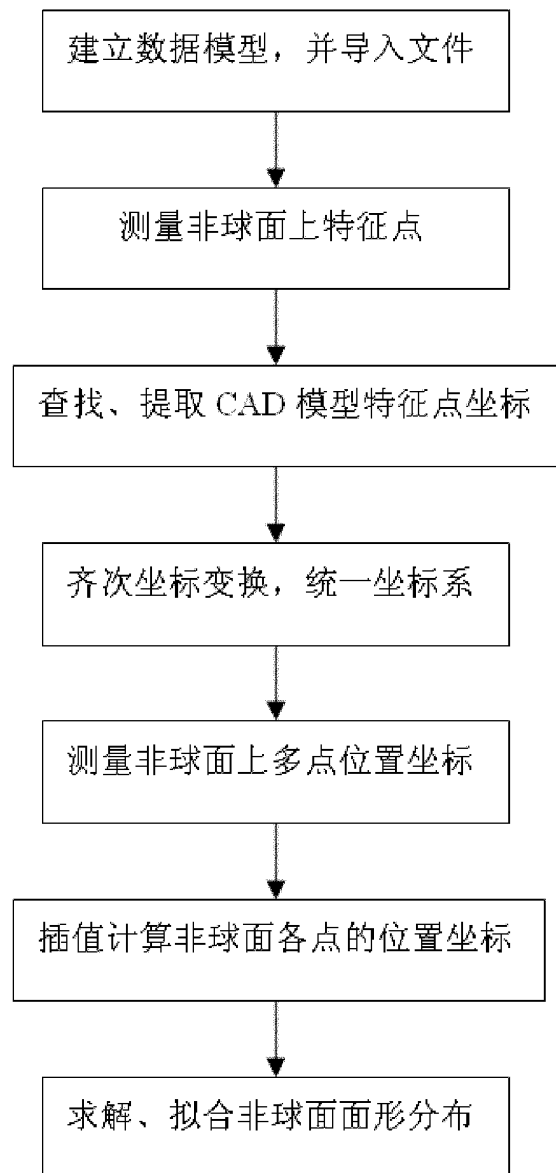 建立数据模型，并导入文件
测量非球面上特征点
查找、提取 CAD 模型特征点坐标
齐次坐标变换，统一坐标系
测量非球面上多点位置坐标
插值计算非球面各点的位置坐标
求解、拟合非球面面形分布